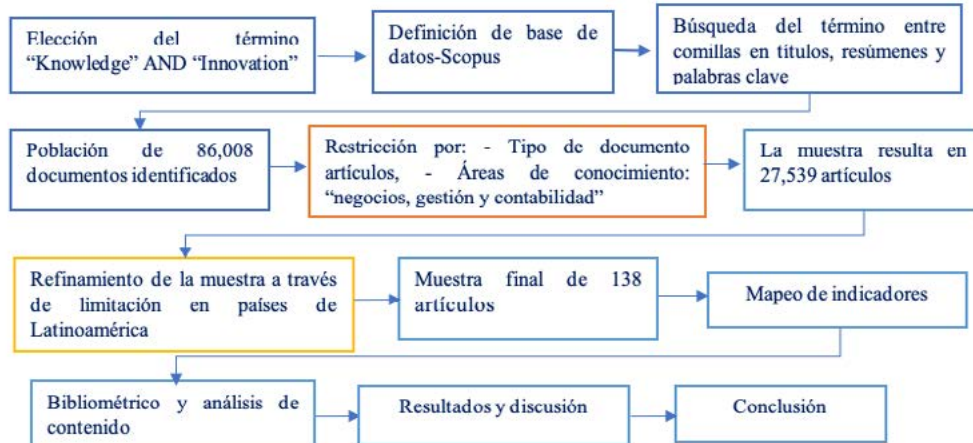 Elección del término
“Knowledge” AND “Innovation”
Definición de base de
datos-Scopus
Búsqueda del término entre
comillas en títulos, resúmenes y
palabras clave
Población de
86,008
documentos identificados
Restricción por: - Tipo de documento
artículos, - Áreas de conocimiento:
“negocios, gestión y contabilidad”
La muestra resulta en
27,539 artículos
Refinamiento de la muestra a través
de limitación en países de
Latinoamérica
Muestra final de 138
artículos
Mapeo de indicadores
Bibliométrico y análisis de
contenido
Resultados y discusión
Conclusión